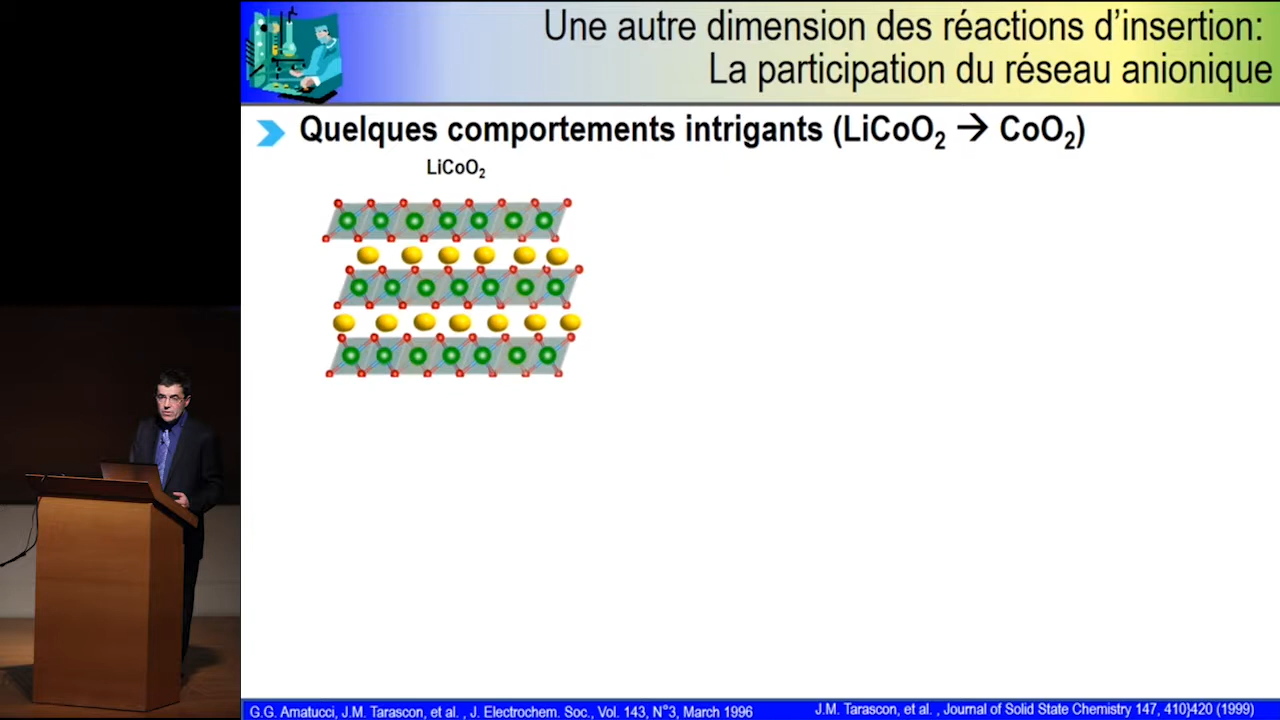 Une autre dimension des réactions d'insertion:
La participation du réseau anionique
Quelques comportements intrigants (LiCoO₂ → CoO₂)
LiCoO₂
G.G. Amatucci, J.M. Tarascon, et al. , J. Electrochem. Soc., Vol. 143, N°3, March 1996
J.M. Tarascon, et al. , Journal of Solid State Chemistry 147, 410}420 (1999)